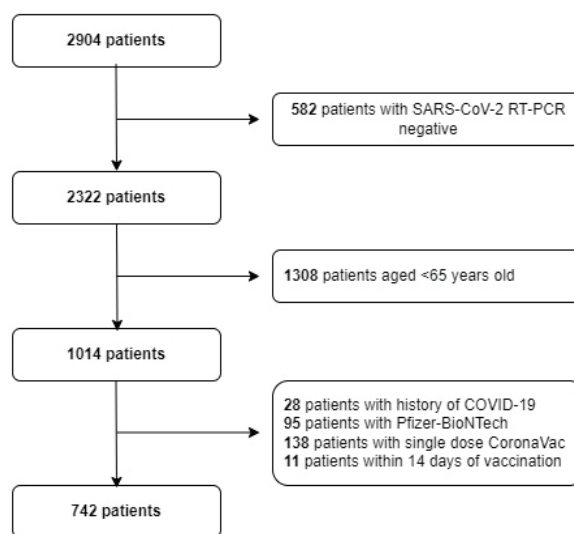 2904 patients
582 patients with SARS-CoV-2 RT-PCR
negative
2322 patients
1308 patients aged <65 years old
1014 patients
28 patients with history of COVID-19
95 patients with Pfizer-BioNTech
138 patients with single dose CoronaVac
11 patients within 14 days of vaccination
742 patients